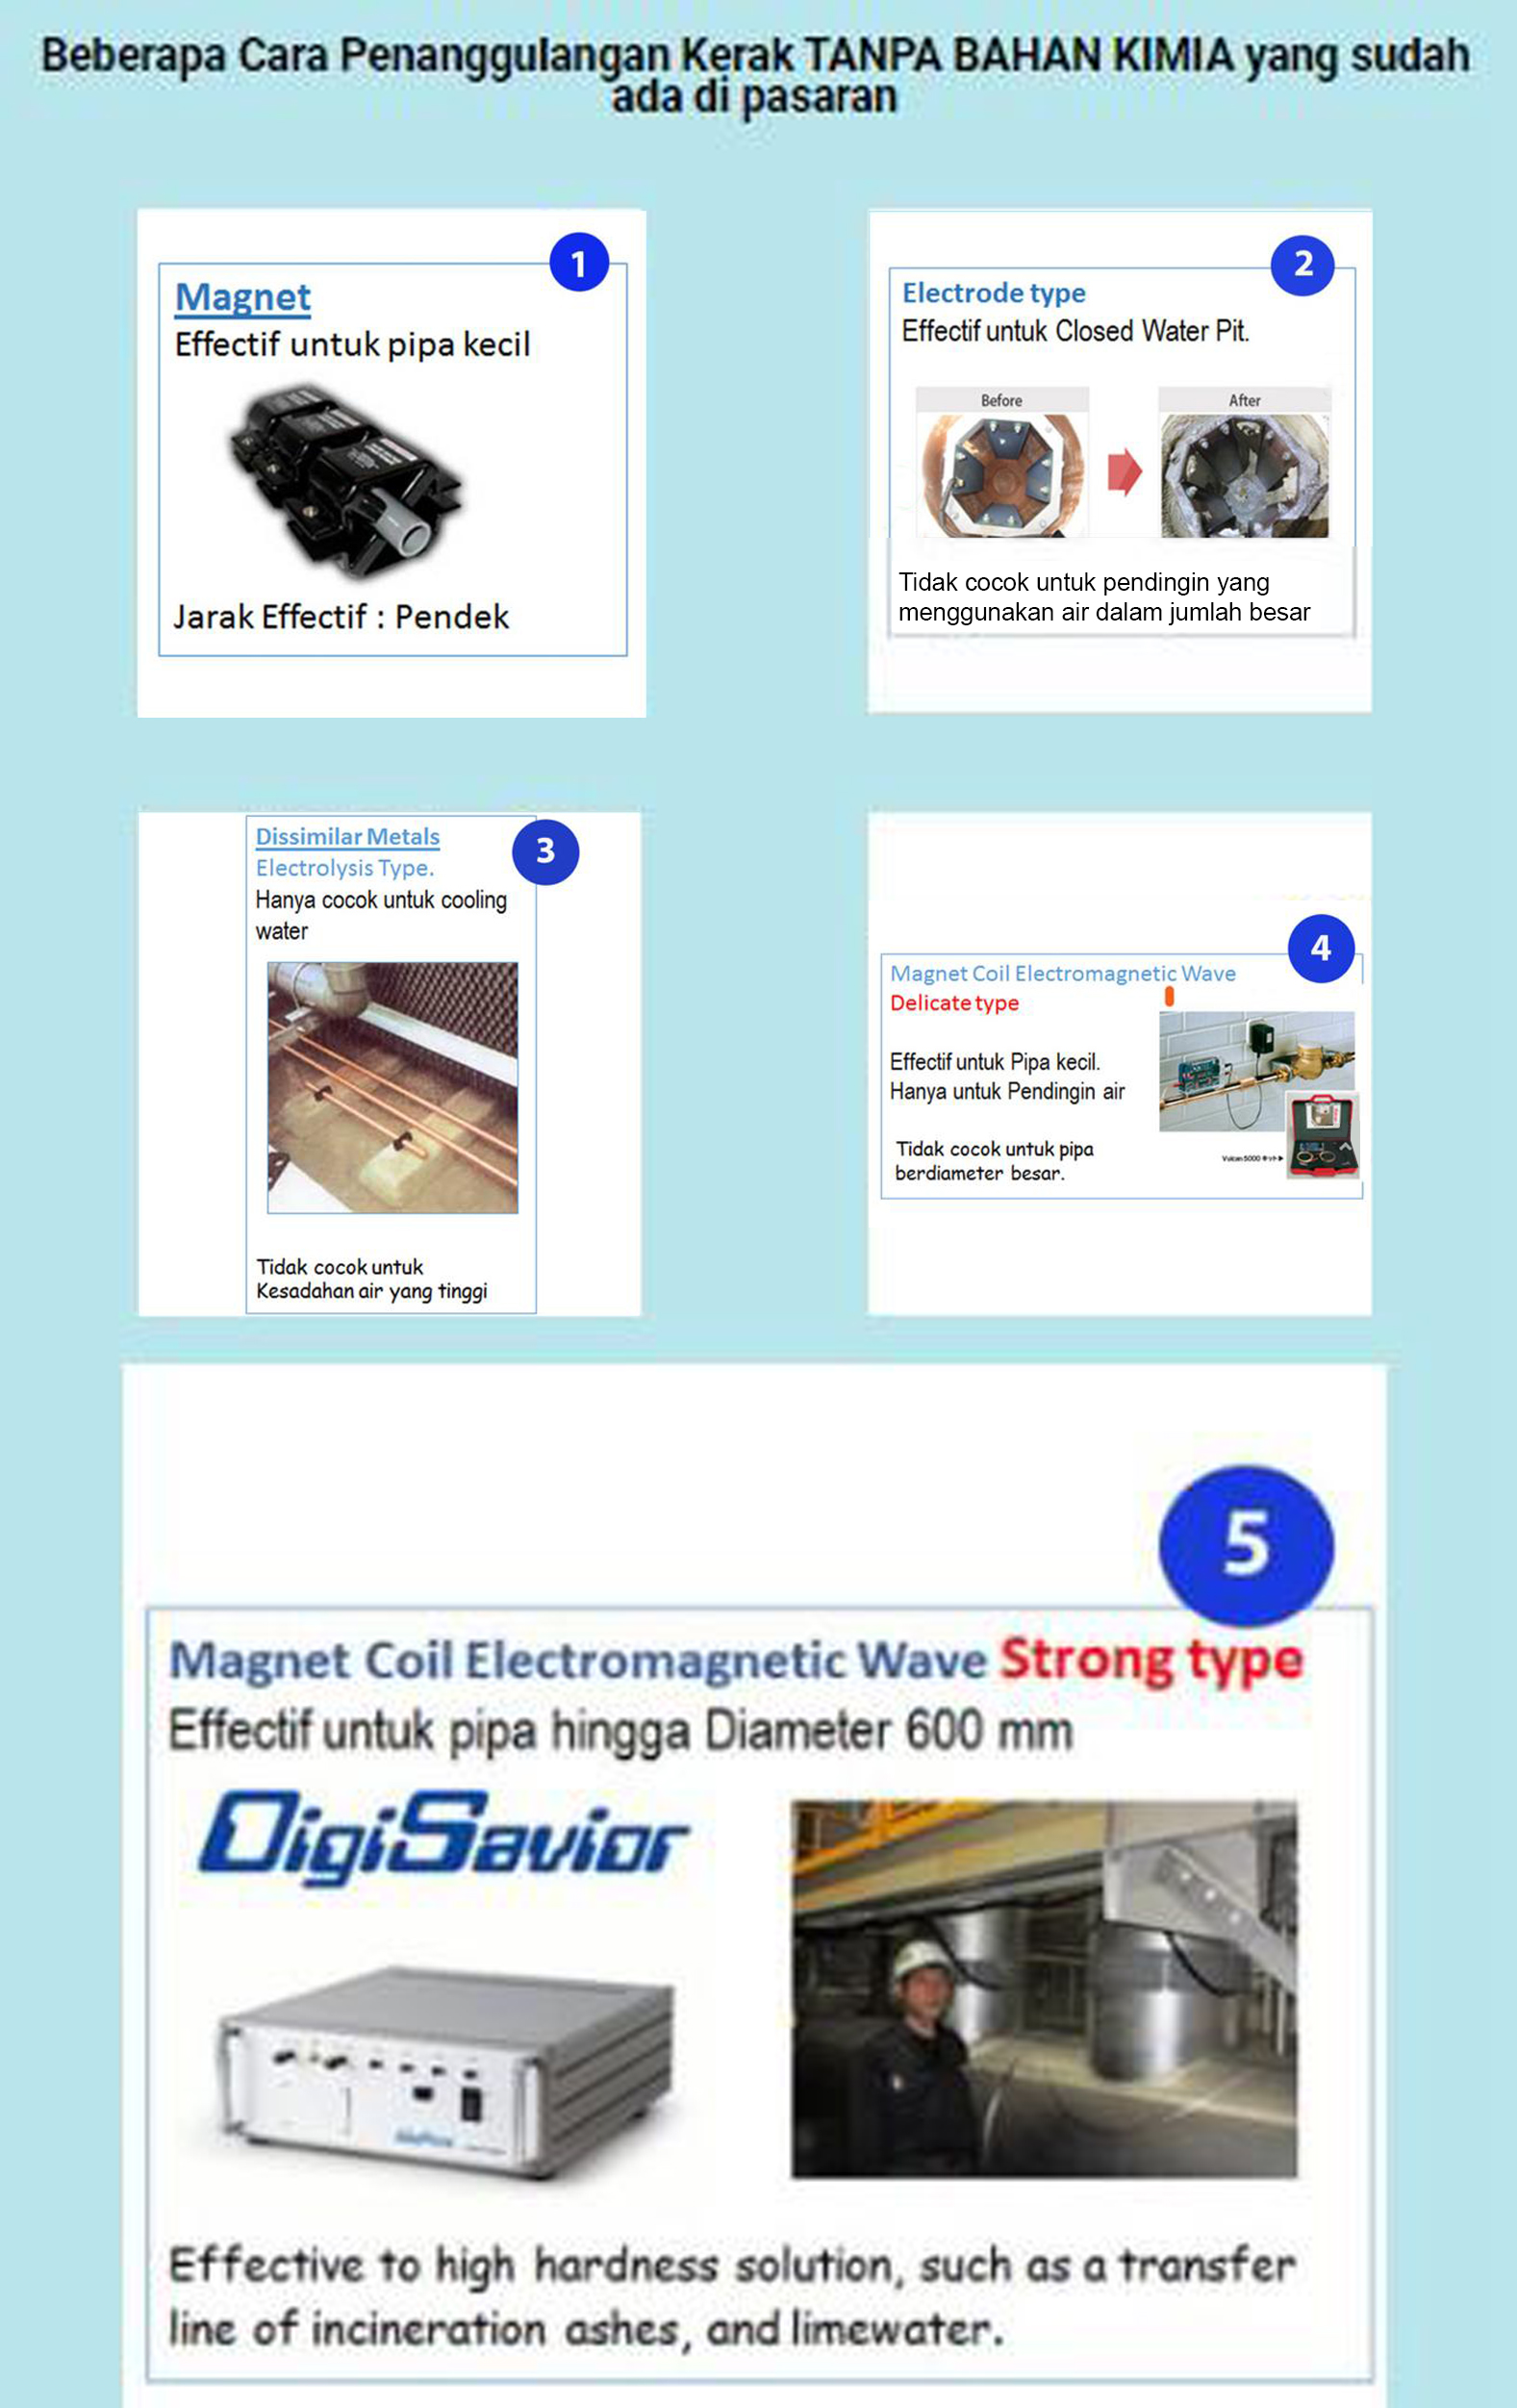 Beberapa Cara Penanggulangan Kerak TANPA BAHAN KIMIA yang sudah
ada di pasaran
1
Magnet
Effectif untuk pipa kecil
Jarak Effectif : Pendek
2
Electrode type
Effectif untuk Closed Water Pit.
Before
After
Tidak cocok untuk pendingin yang
menggunakan air dalam jumlah besar
3
Dissimilar Metals
Electrolysis Type.
Hanya cocok untuk cooling
water
Tidak cocok untuk
Kesadahan air yang tinggi
4
Magnet Coil Electromagnetic Wave
Delicate type
Effectif untuk Pipa kecil.
Hanya untuk Pendingin air
Tidak cocok untuk pipa
berdiameter besar.
Vulcan 5000
5
Magnet Coil Electromagnetic Wave Strong type
Effectif untuk pipa hingga Diameter 600 mm
DigiSavior
Effective to high hardness solution, such as a transfer
line of incineration ashes, and limewater.